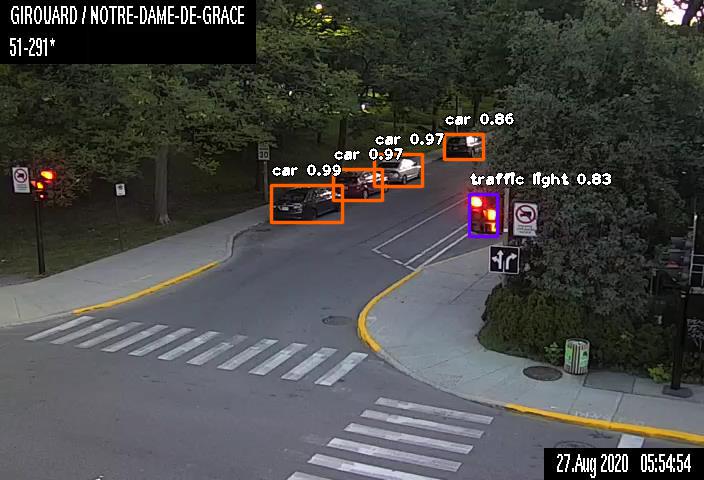 GIROUARD / NOTRE-DAME-DE-GRACE
51-291*
car 0.86
car 0.97
car 0.97
car 0.99
traffic light 0.83
30
27.Aug 2020 05:54:54